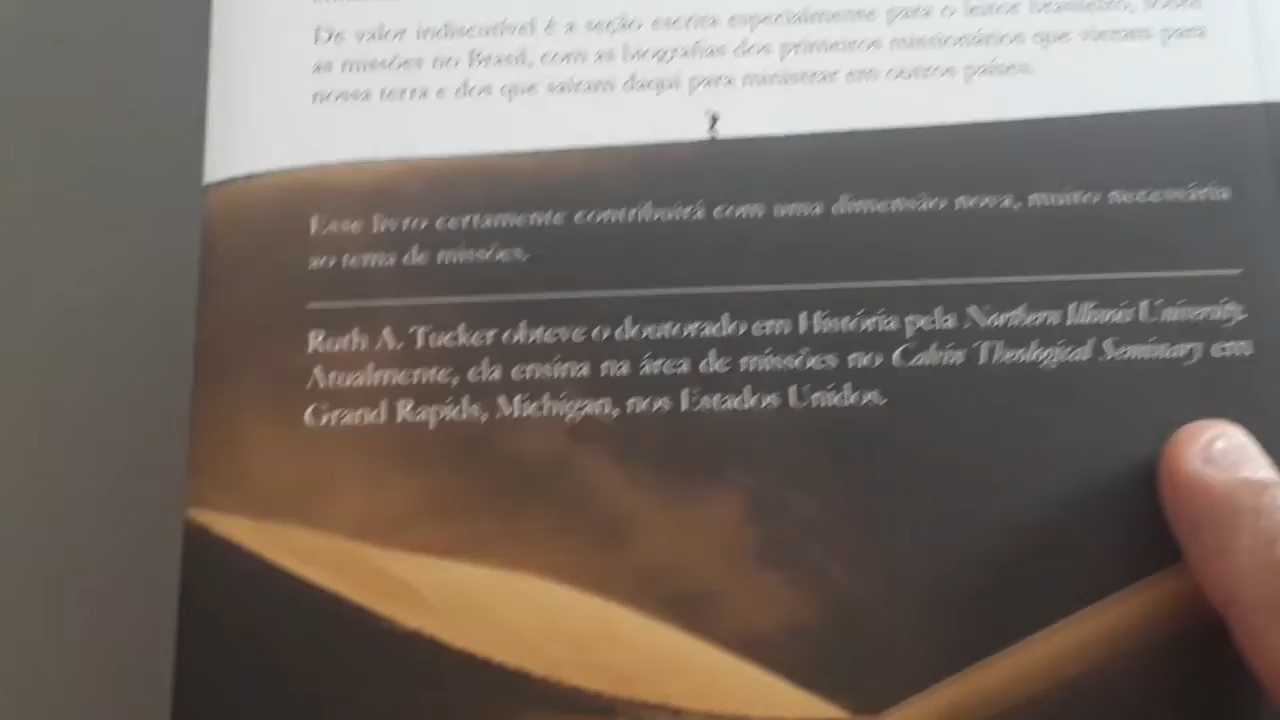 De valor indiscutível é a seção escrita especialmente para o leitor brasileiro, sobre
as missões no Brasil, com as biografias dos primeiros missionários que vieram para
nossa terra e dos que saíram daqui para ministrar em outros países.
Esse livro certamente contribuirá com uma dimensão nova, muito necessária
ao tema de missões.
Ruth A. Tucker obteve o doutorado em História pela Northern Illinois University.
Atualmente, ela ensina na área de missões no Calvin Theological Seminary em
Grand Rapids, Michigan, nos Estados Unidos.